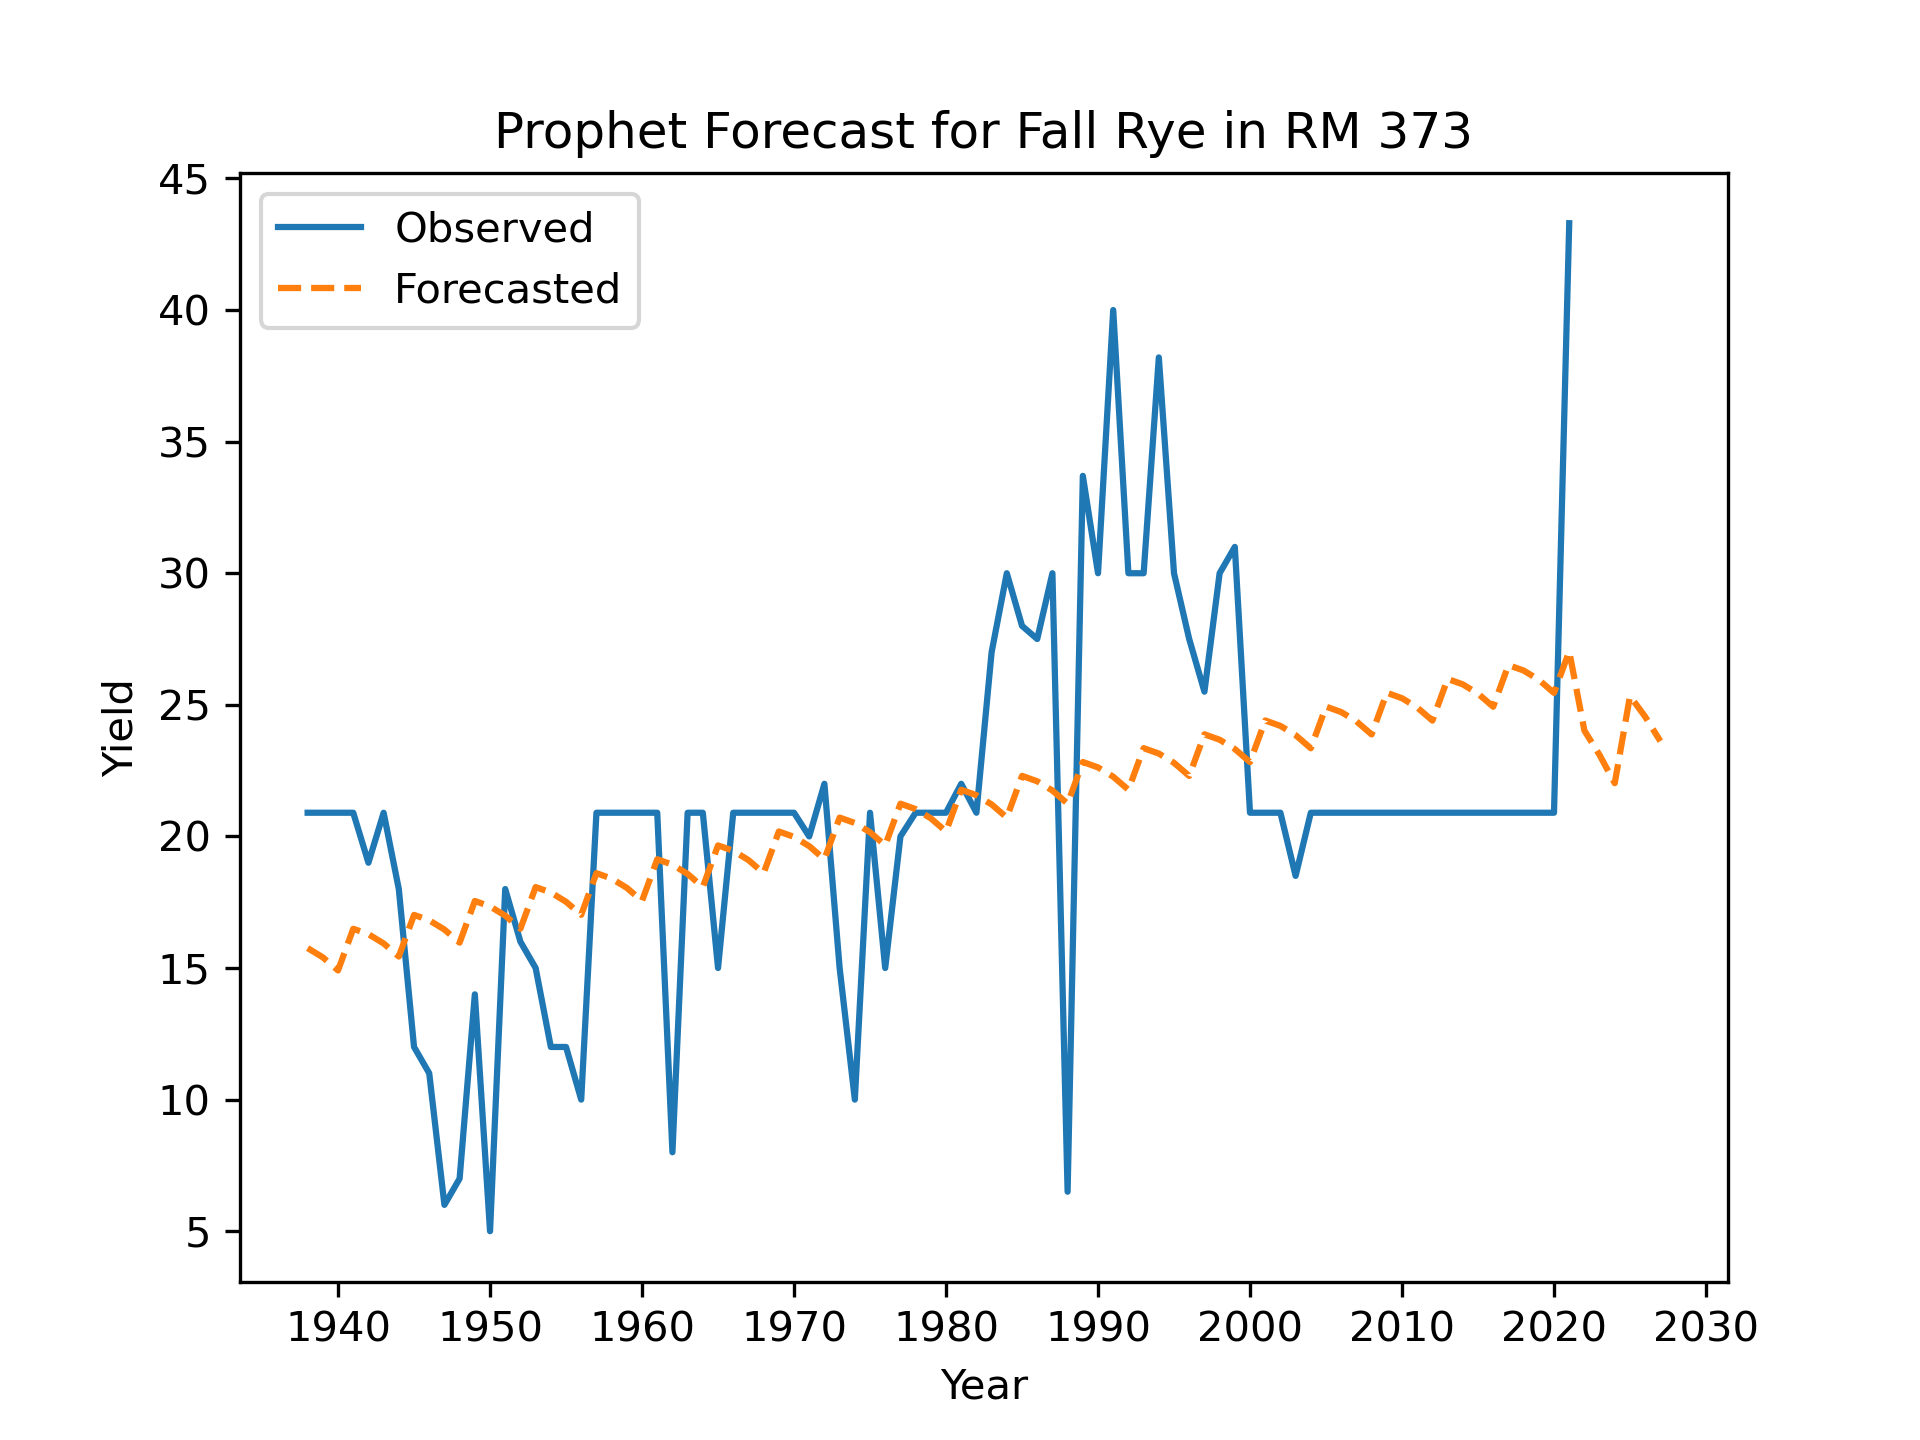 Prophet Forecast for Fall Rye in RM 373
45
40
35
30
25
20
15
10
5
Yield
Observed
Forecasted
1940 1950 1960 1970 1980 1990 2000 2010 2020 2030
Year